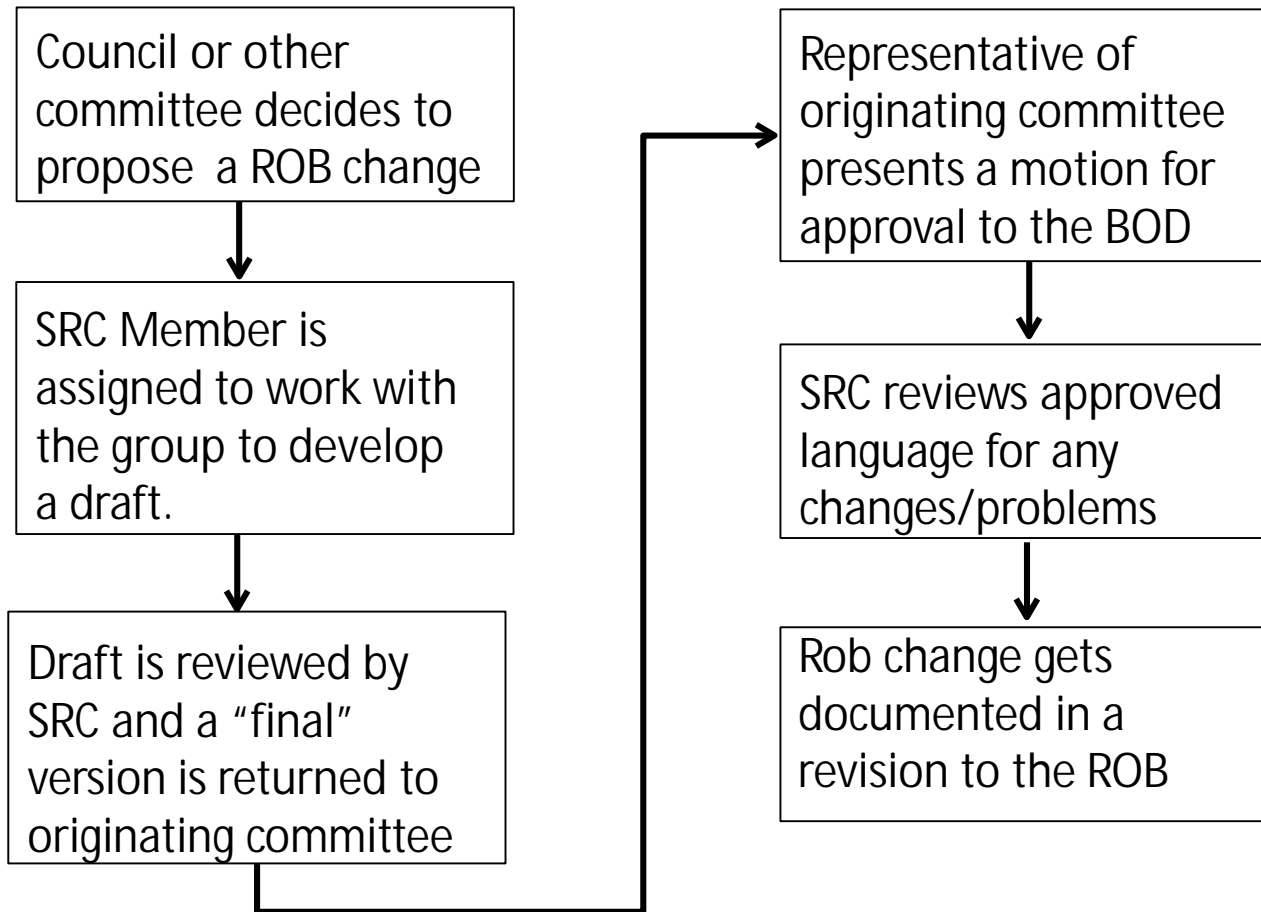 Council or other
committee decides to
propose a ROB change
SRC Member is
assigned to work with
the group to develop
a draft.
Draft is reviewed by
SRC and a “final”
version is returned to
originating committee
Representative of
originating committee
presents a motion for
approval to the BOD
SRC reviews approved
language for any
changes/problems
Rob change gets
documented in a
revision to the ROB